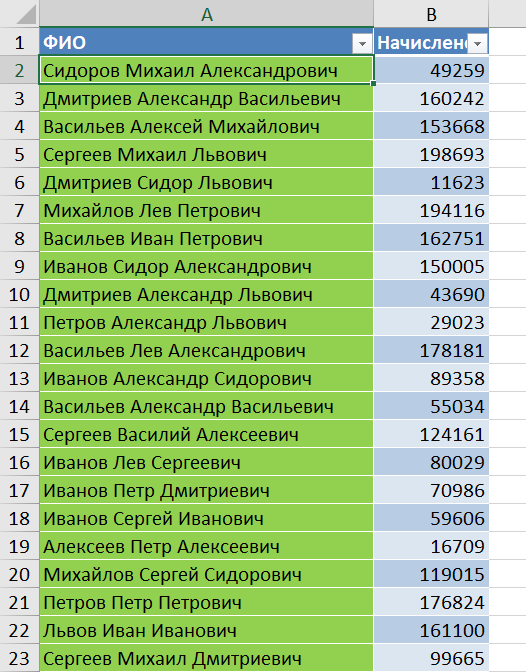 A B
1 ФИО Начислено
2 Сидоров Михаил Александрович 49259
3 Дмитриев Александр Васильевич 160242
4 Васильев Алексей Михайлович 153668
5 Сергеев Михаил Львович 198693
6 Дмитриев Сидор Львович 11623
7 Михайлов Лев Петрович 194116
8 Васильев Иван Петрович 162751
9 Иванов Сидор Александрович 150005
10 Дмитриев Александр Львович 43690
11 Петров Александр Львович 29023
12 Васильев Лев Александрович 178181
13 Иванов Александр Сидорович 89358
14 Васильев Александр Васильевич 55034
15 Сергеев Василий Алексеевич 124161
16 Иванов Лев Сергеевич 80029
17 Иванов Петр Дмитриевич 70986
18 Иванов Сергей Иванович 59606
19 Алексеев Петр Алексеевич 16709
20 Михайлов Сергей Сидорович 119015
21 Петров Петр Петрович 176824
22 Львов Иван Иванович 161100
23 Сергеев Михаил Дмитриевич 99665